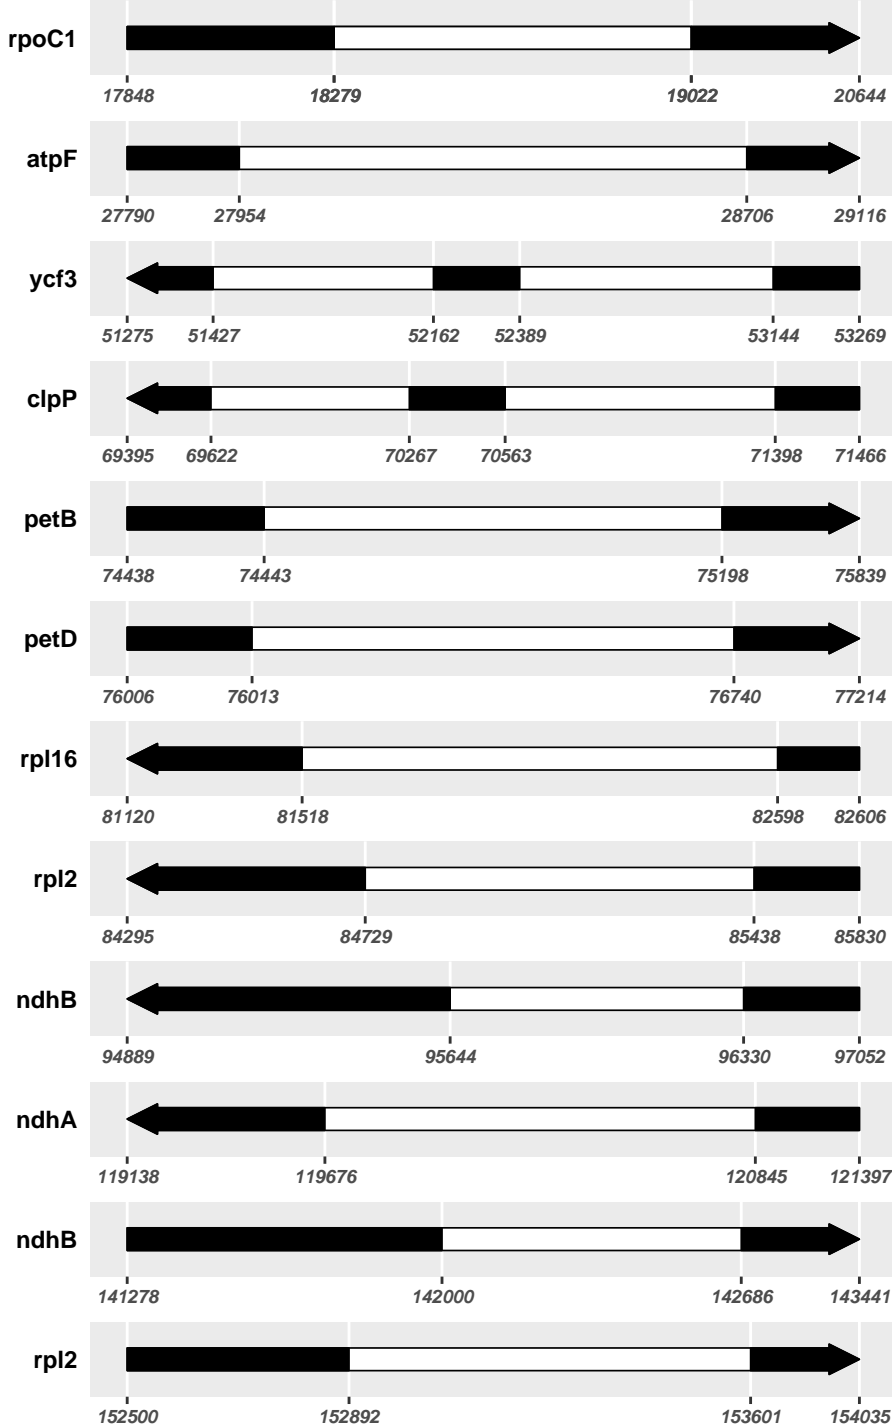 rpoC1
17848 18279 19022 20644
atpF
27790 27954 28706 29116
ycf3
51275 51427 52162 52389 53144 53269
clpP
69395 69622 70267 70563 71398 71466
petB
74438 74443 75198 75839
petD
76006 76013 76740 77214
rpl16
81120 81518 82598 82606
rpl2
84295 84729 85438 85830
ndhB
94889 95644 96330 97052
ndhA
119138 119676 120845 121397
ndhB
141278 142000 142686 143441
rpl2
152500 152892 153601 154035